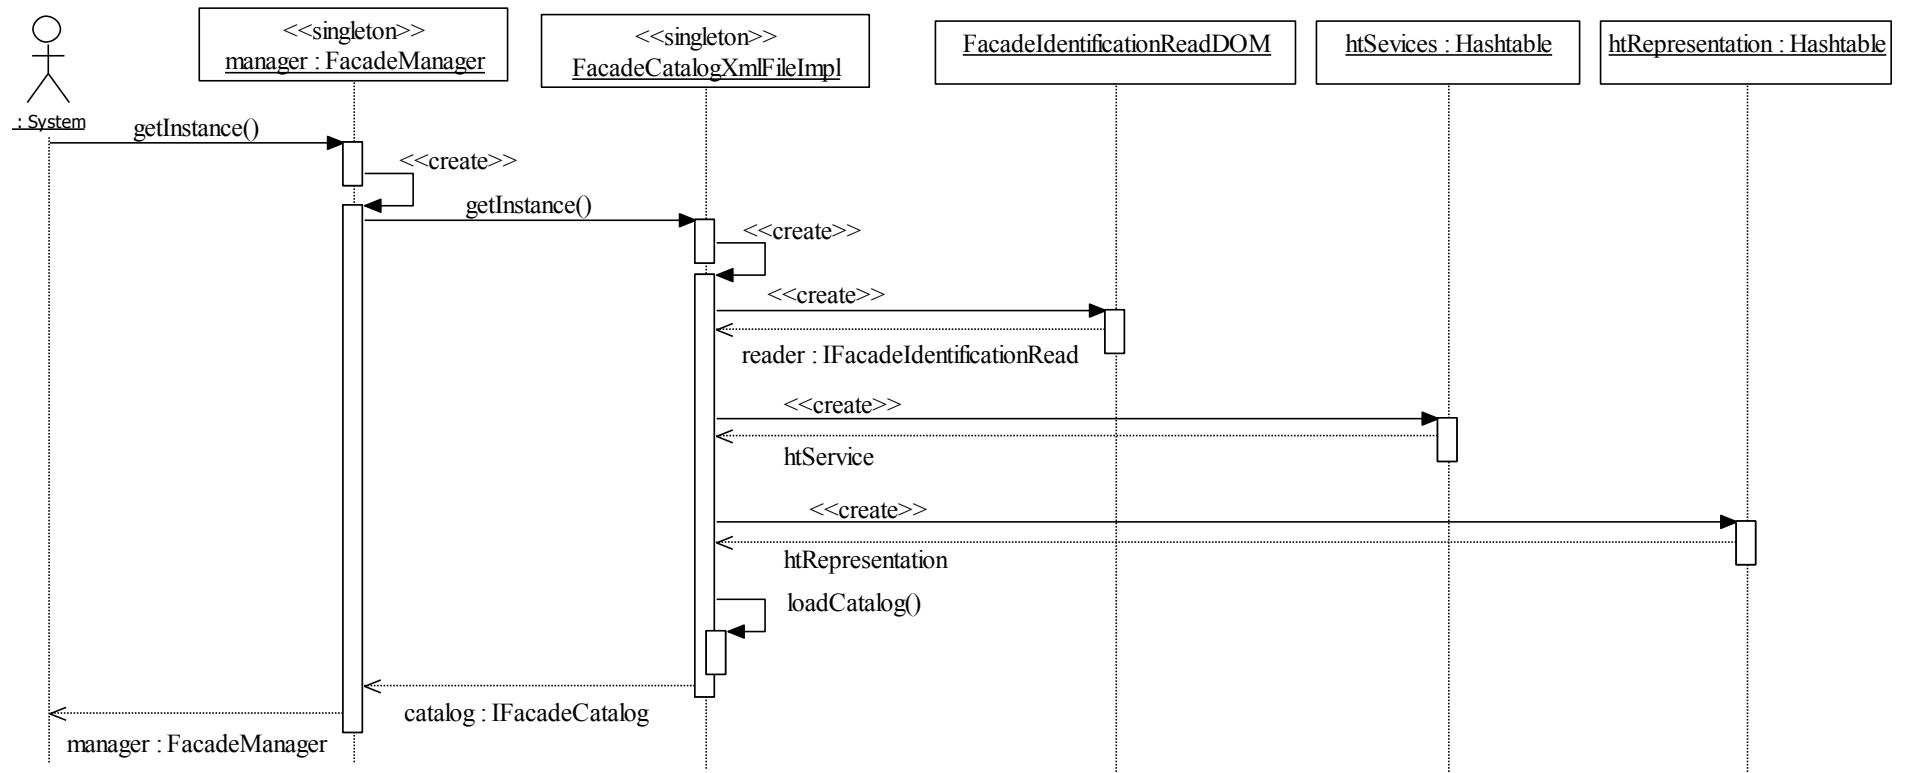 <<singleton>>
manager : FacadeManager
<<singleton>>
FacadeCatalogXmlFileImpl
FacadeIdentificationReadDOM
htSevices : Hashtable
htRepresentation : Hashtable
: System
getInstance()
<<create>>
getInstance()
<<create>>
<<create>>
reader : IFacadeIdentificationRead
<<create>>
htService
<<create>>
htRepresentation
loadCatalog()
catalog : IFacadeCatalog
manager : FacadeManager